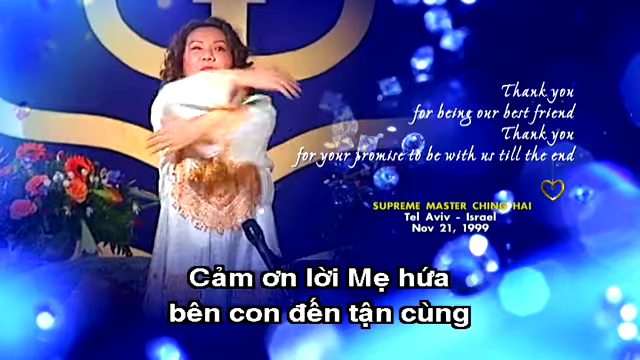 Thank you
for being our best friend
Thank you
for your promise to be with us till the end
SUPREME MASTER CHING HAI
Tel Aviv - Israel
Nov 21, 1999
Cảm ơn lời Mẹ hứa
bên con đến tận cùng